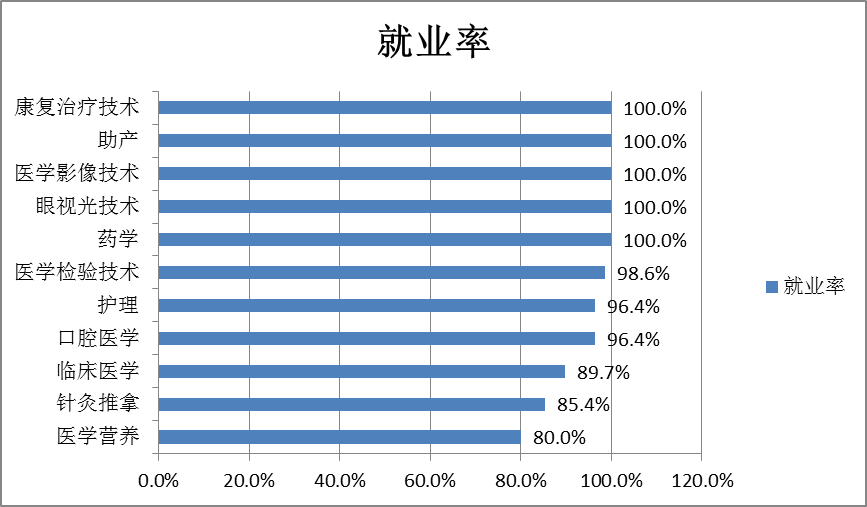 就业率
康复治疗技术 100.0%
助产 100.0%
医学影像技术 100.0%
眼视光技术 100.0%
药学 100.0%
医学检验技术 98.6%
护理 96.4%
口腔医学 96.4%
临床医学 89.7%
针灸推拿 85.4%
医学营养 80.0%
0.0% 20.0% 40.0% 60.0% 80.0% 100.0% 120.0%
就业率